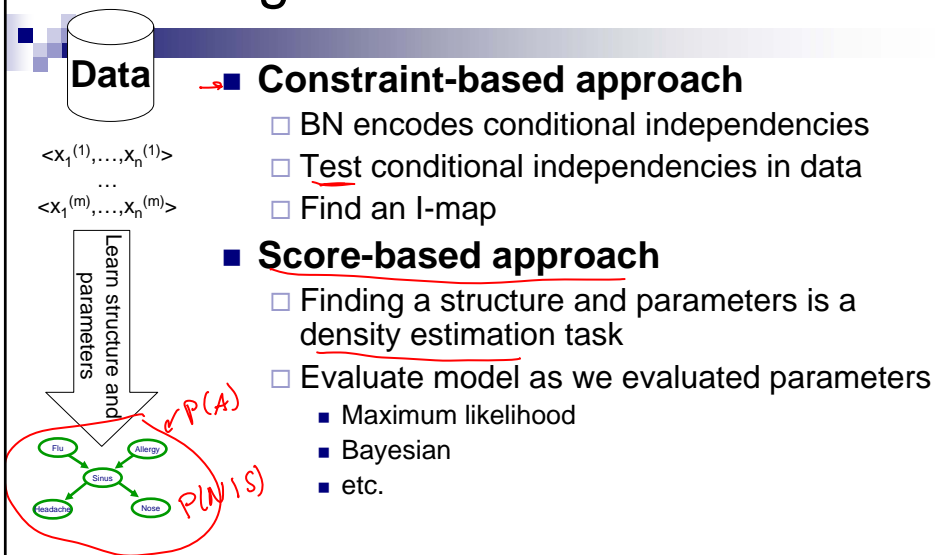 Data
<x₁⁽¹⁾,…,xₙ⁽¹⁾>
…
<x₁⁽ᵐ⁾,…,xₙ⁽ᵐ⁾>
Learn structure and
parameters
Flu
Allergy
Sinus
Headache
Nose
P(A)
P(N|S)
■ Constraint-based approach
□ BN encodes conditional independencies
□ Test conditional independencies in data
□ Find an I-map
■ Score-based approach
□ Finding a structure and parameters is a
density estimation task
□ Evaluate model as we evaluated parameters
■ Maximum likelihood
■ Bayesian
■ etc.